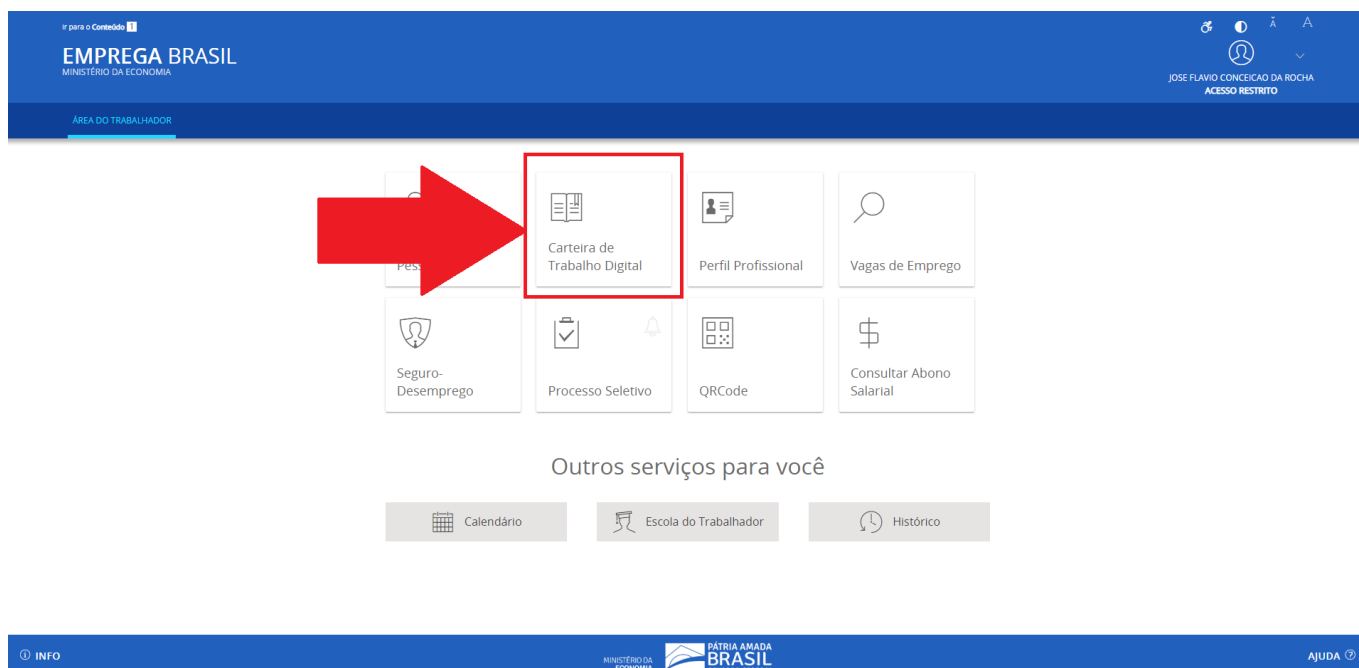 Ir para o Conteúdo 1
A A
EMPREGA BRASIL
MINISTÉRIO DA ECONOMIA
JOSE FLAVIO CONCEICAO DA ROCHA
ACESSO RESTRITO
ÁREA DO TRABALHADOR
Carteira de
Trabalho Digital
Perfil Profissional
Vagas de Emprego
Seguro-
Desemprego
Processo Seletivo
QRCode
Consultar Abono
Salarial
Outros serviços para você
Calendário
Escola do Trabalhador
Histórico
INFO
MINISTÉRIO DA
ECONOMIA
PÁTRIA AMADA
BRASIL
AJUDA